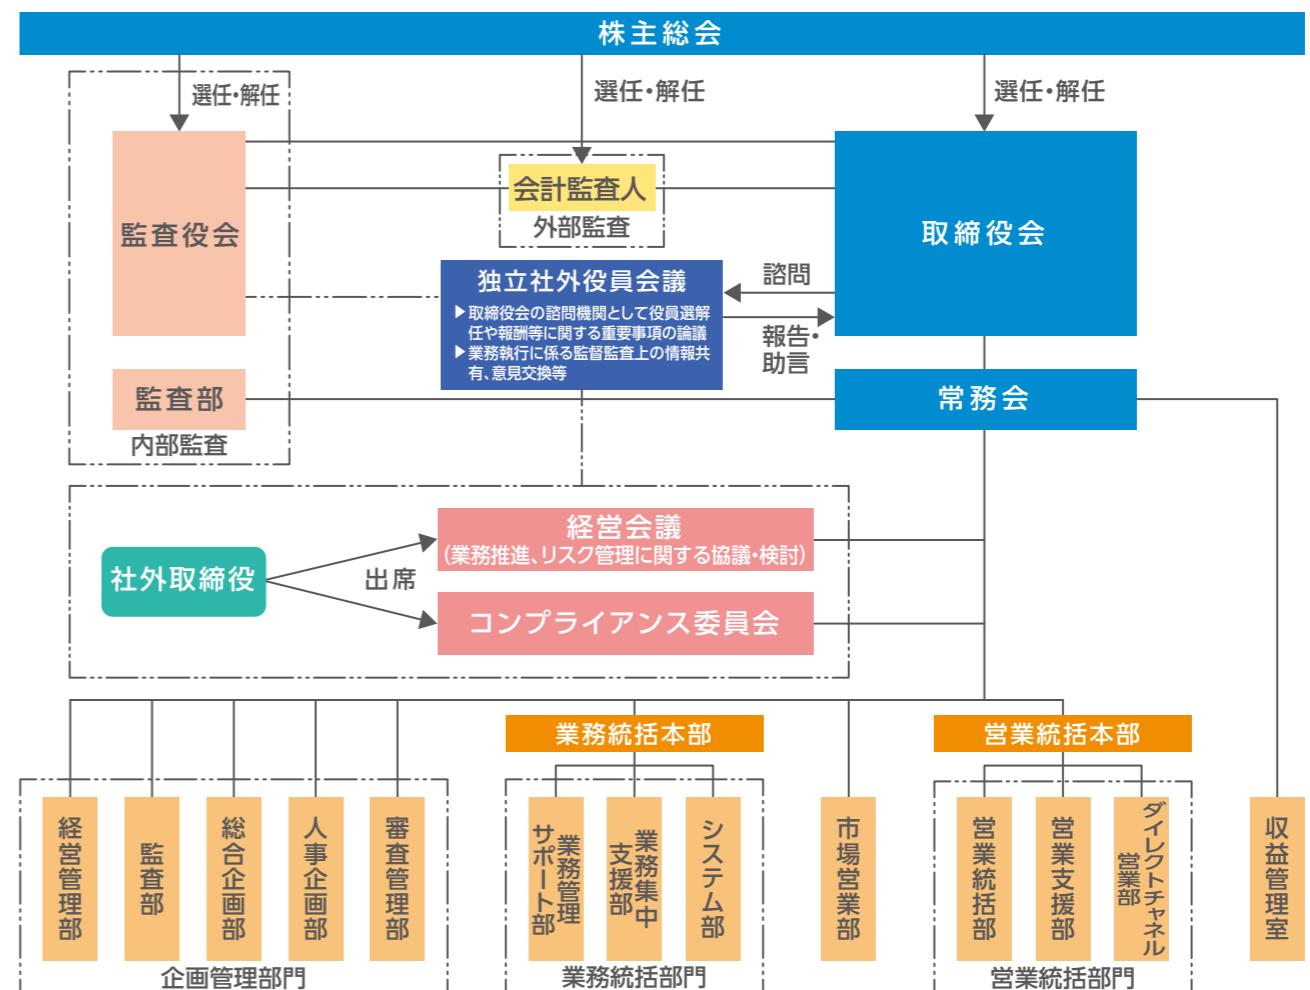 株主総会
選任・解任
選任・解任
選任・解任
監査役会
会計監査人
外部監査
取締役会
独立社外役員会議
▶取締役会の諮問機関として役員選解
任や報酬等に関する重要事項の論議
▶業務執行に係る監督監査上の情報共
有、意見交換等
諮問
報告・
助言
監査部
内部監査
常務会
社外取締役
出席
経営会議
(業務推進、リスク管理に関する協議・検討)
コンプライアンス委員会
業務統括本部
営業統括本部
経営管理部
監査部
総合企画部
人事企画部
審査管理部
企画管理部門
業務管理
サポート部
業務集中
支援部
システム部
業務統括部門
市場営業部
営業統括部
営業支援部
ダイレクトチャネル
営業部
営業統括部門
収益管理室